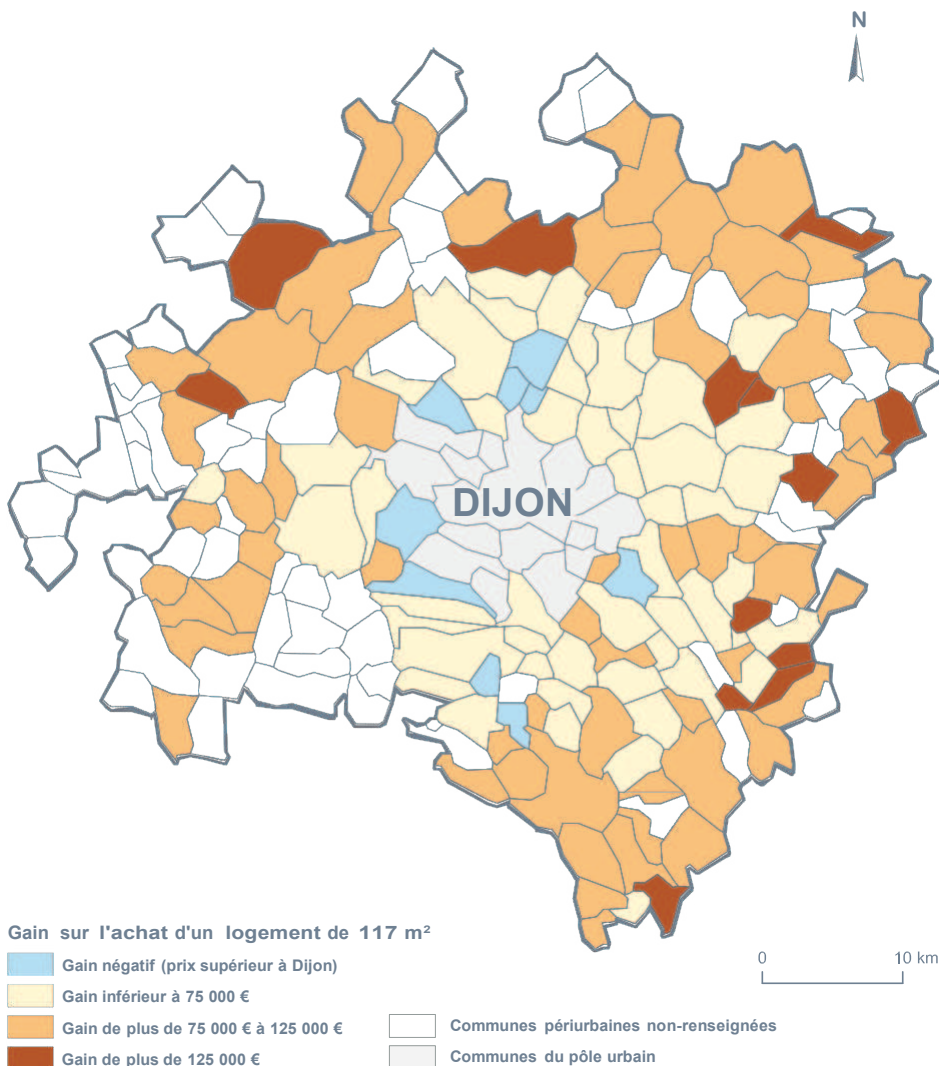 N
DIJON
Gain sur l'achat d'un logement de 117 m²
Gain négatif (prix supérieur à Dijon)
Gain inférieur à 75 000 €
Gain de plus de 75 000 € à 125 000 €
Gain de plus de 125 000 €
Communes périurbaines non-renseignées
Communes du pôle urbain
0 10 km